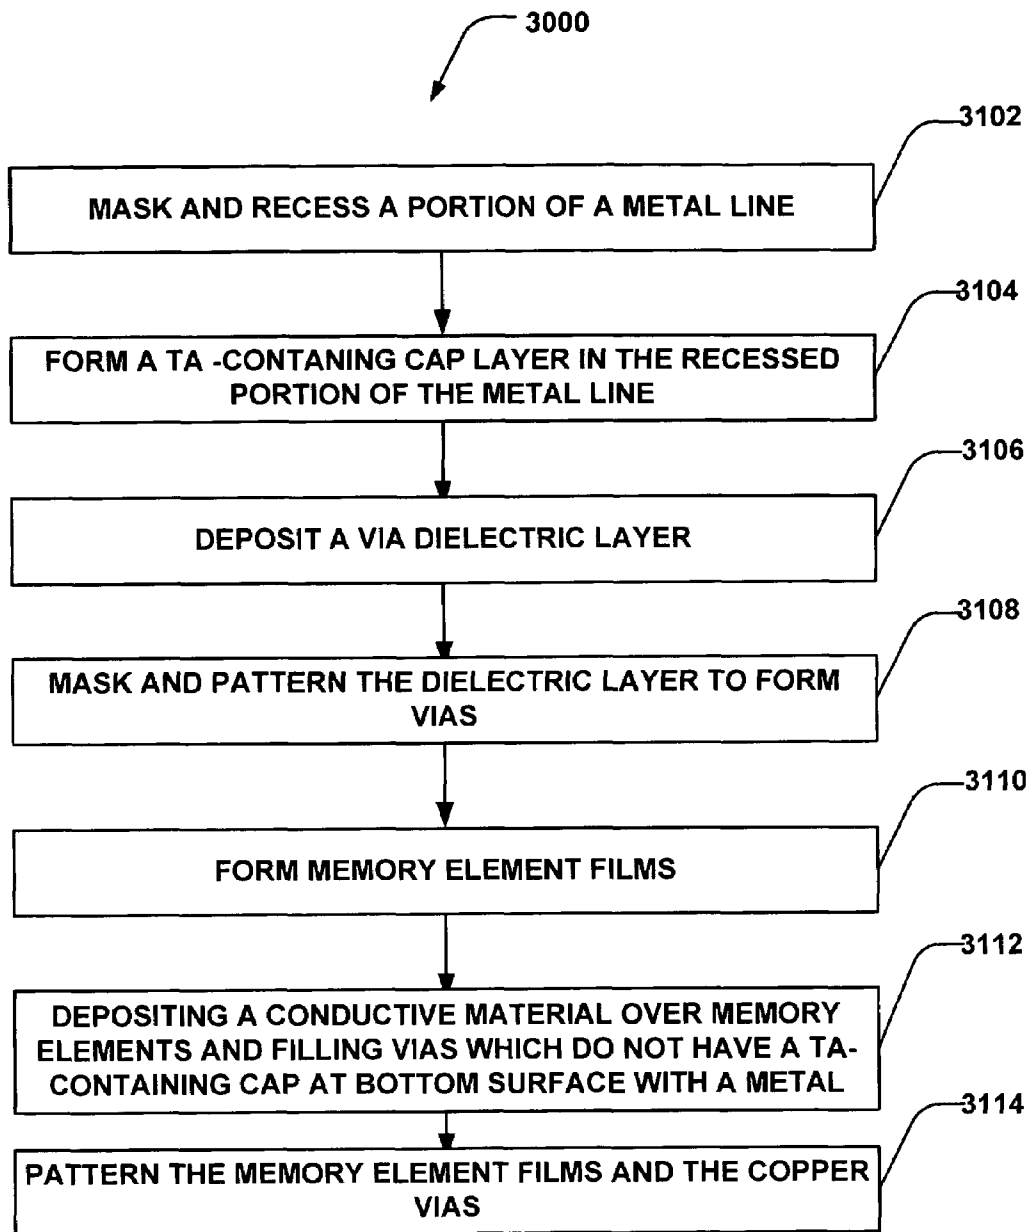 3000
3102
MASK AND RECESS A PORTION OF A METAL LINE
3104
FORM A TA -CONTANING CAP LAYER IN THE RECESSED
PORTION OF THE METAL LINE
3106
DEPOSIT A VIA DIELECTRIC LAYER
3108
MASK AND PATTERN THE DIELECTRIC LAYER TO FORM
VIAS
3110
FORM MEMORY ELEMENT FILMS
3112
DEPOSITING A CONDUCTIVE MATERIAL OVER MEMORY
ELEMENTS AND FILLING VIAS WHICH DO NOT HAVE A TA-
CONTAINING CAP AT BOTTOM SURFACE WITH A METAL
3114
PATTERN THE MEMORY ELEMENT FILMS AND THE COPPER
VIAS